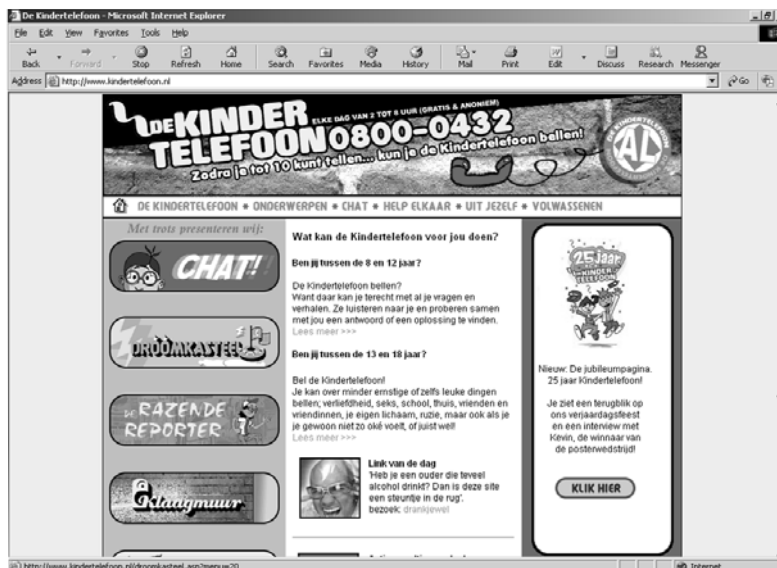 De Kindertelefoon - Microsoft Internet Explorer
File Edit View Favorites Tools Help
Back Forward Stop Refresh Home Search Favorites Media History Mail Print Edit Discuss Research Messenger
Address http://www.kindertelefoon.nl Go
ELKE DAG VAN 2 TOT 8 UUR (GRATIS & ANONIEM)
DE KINDER
TELEFOON 0800-0432
Zodra je tot 10 kunt tellen... kun je de Kindertelefoon bellen!
AL
DE KINDERTELEFOON * ONDERWERPEN * CHAT * HELP ELKAAR * UIT JEZELF * VOLWASSENEN
Met trots presenteren wij:
CHAT!
DROOMKASTEEL
DE RAZENDE
REPORTER
Klaagmuur
Wat kan de Kindertelefoon voor jou doen?
Ben jij tussen de 8 en 12 jaar?
De Kindertelefoon bellen?
Want daar kan je terecht met al je vragen en
verhalen. Ze luisteren naar je en proberen samen
met jou een antwoord of een oplossing te vinden.
Lees meer >>>
Ben jij tussen de 13 en 18 jaar?
Bel de Kindertelefoon!
Je kan over minder ernstige of zelfs leuke dingen
bellen; verliefdheid, seks, school, thuis, vrienden en
vriendinnen, je eigen lichaam, ruzie, maar ook als
je gewoon niet zo oké voelt, of juist wel!
Lees meer >>>
Link van de dag
'Heb je een ouder die teveel
alcohol drinkt? Dan is deze site
een steuntje in de rug'.
bezoek: drankjewel
25 jaar
DE KINDER
TELEFOON
Nieuw: De jubileumpagina.
25 jaar Kindertelefoon!
Je ziet een terugblik op
ons verjaardagsfeest
en een interview met
Kevin, de winnaar van
de posterwedstrijd!
KLIK HIER
http://www.kindertelefoon.nl/droomkasteel.asp?menu=20
Internet